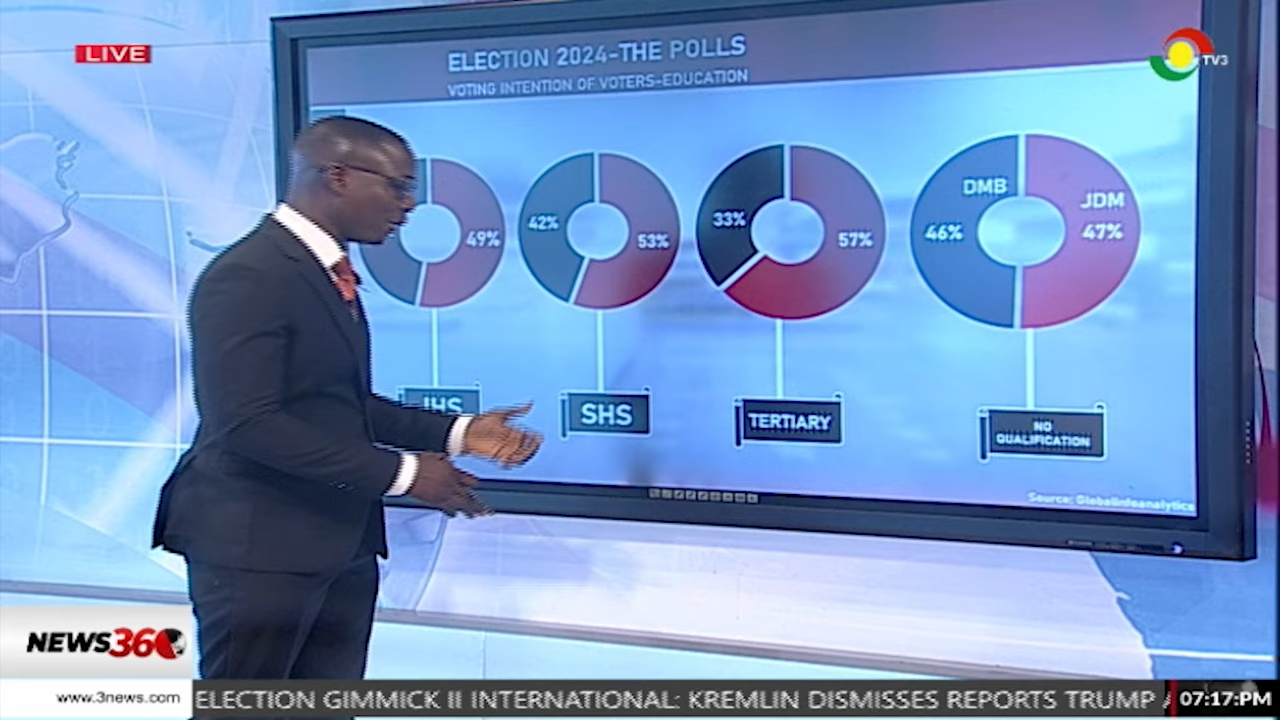 LIVE
ELECTION 2024-THE POLLS
VOTING INTENTION OF VOTERS-EDUCATION
TV3
49%
42%
53%
33%
57%
DMB
46%
JDM
47%
JHS
SHS
TERTIARY
NO
QUALIFICATION
Source: Globalinfoanalytics
NEWS360
www.3news.com
ELECTION GIMMICK II INTERNATIONAL: KREMLIN DISMISSES REPORTS TRUMP
07:17:PM